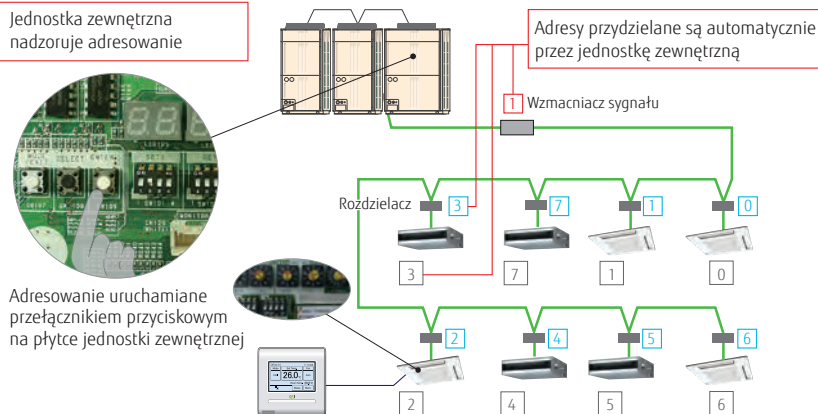 Jednostka zewnętrzna
nadzoruje adresowanie
Adresy przydzielane są automatycznie
przez jednostkę zewnętrzną
1 Wzmacniacz sygnału
SELECT
Rozdzielacz 3 7 1 0
3 7 1 0
Adresowanie uruchamiane
przełącznikiem przyciskowym
na płytce jednostki zewnętrznej
2 4 5 6
26.0
2 4 5 6